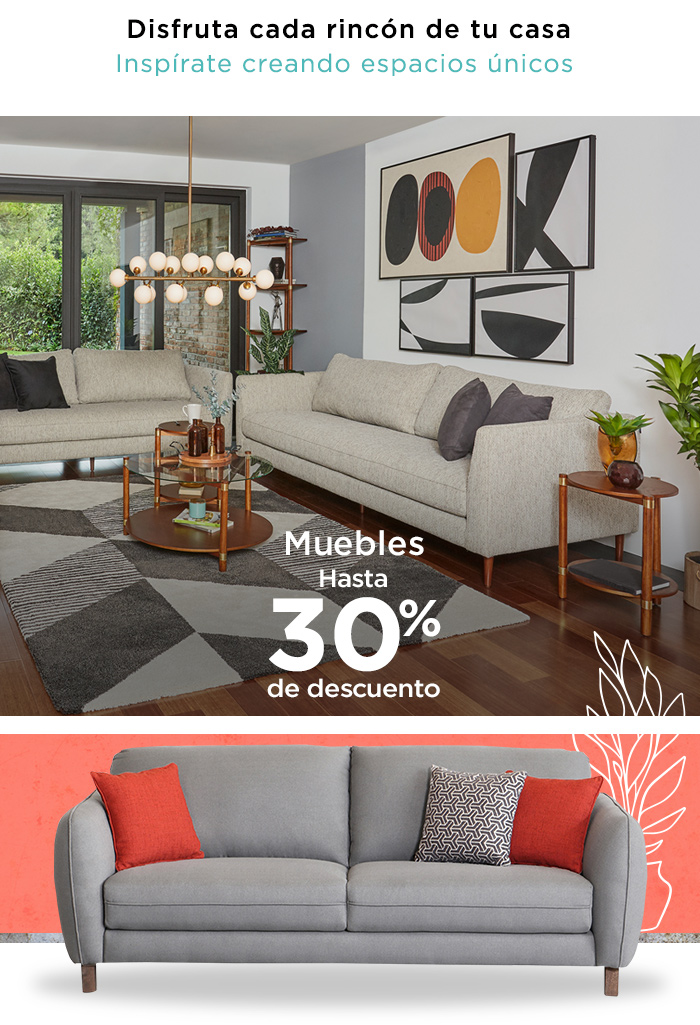 Disfruta cada rincón de tu casa
Inspírate creando espacios únicos
Muebles
Hasta
30%
de descuento